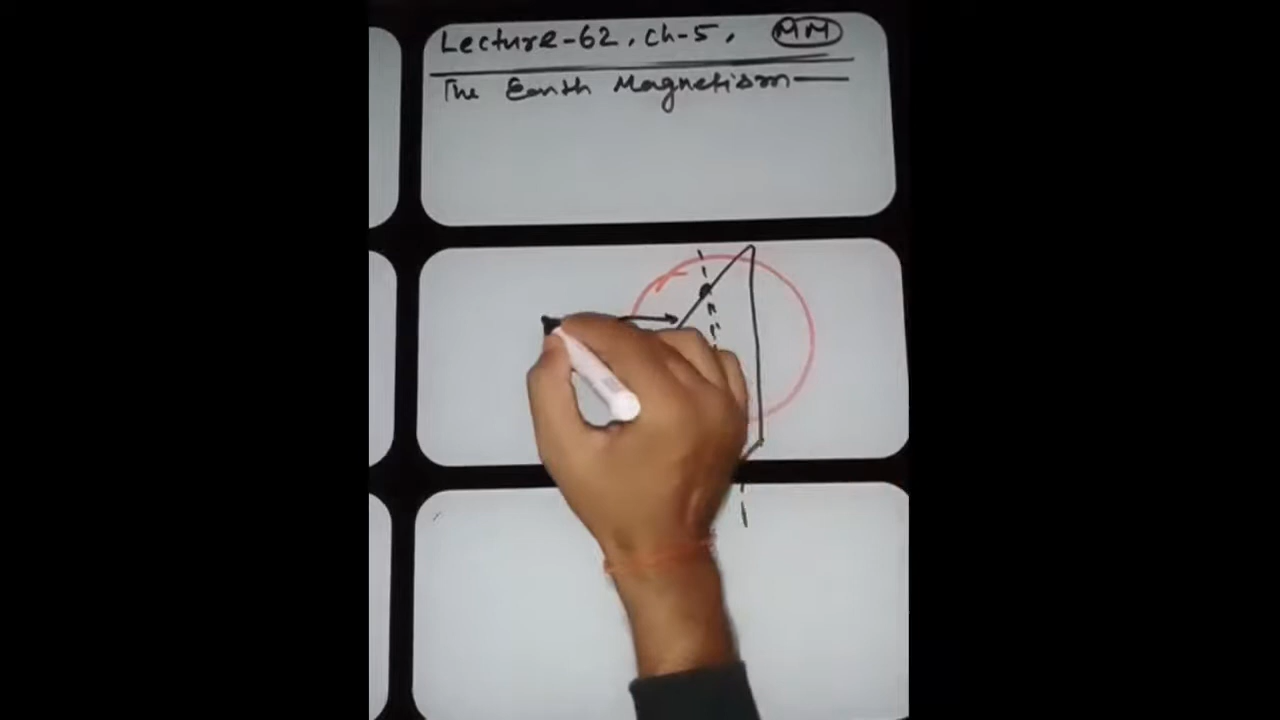 Lecture-62, Ch-5, MM
The Earth Magnetism—